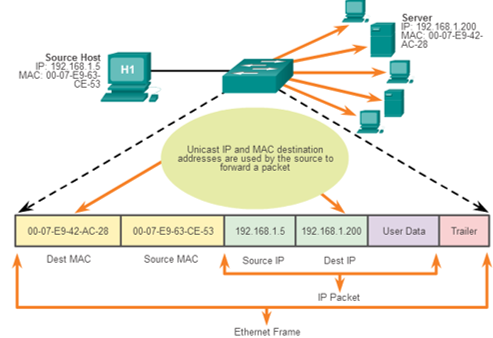 Source Host
IP: 192.168.1.5
MAC: 00-07-E9-63-
CE-53
H1
Server
IP: 192.168.1.200
MAC: 00-07-E9-42-
AC-28
Unicast IP and MAC destination
addresses are used by the source to
forward a packet
00-07-E9-42-AC-28
00-07-E9-63-CE-53
192.168.1.5
192.168.1.200
User Data
Trailer
Dest MAC
Source MAC
Source IP
Dest IP
IP Packet
Ethernet Frame